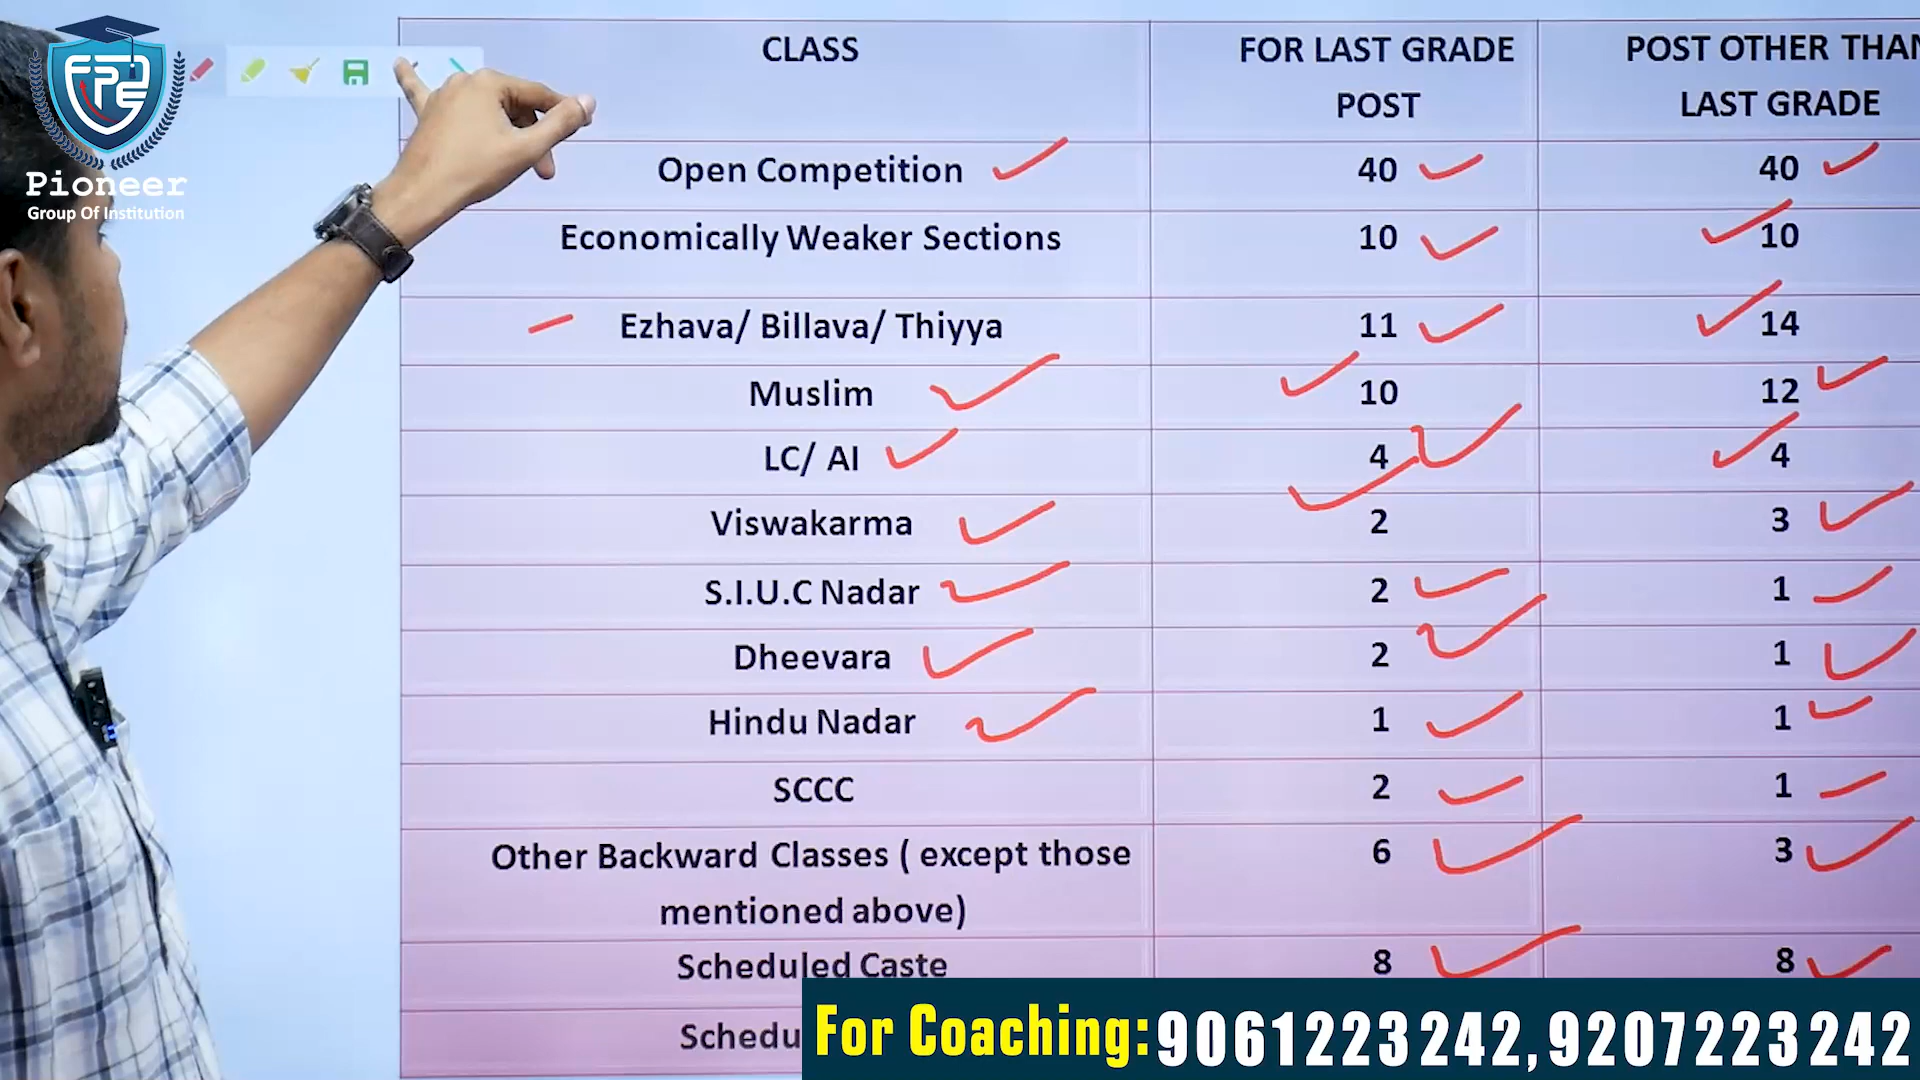 Pioneer
Group Of Institution
CLASS
FOR LAST GRADE POST
POST OTHER THAN LAST GRADE
Open Competition 40 40
Economically Weaker Sections 10 10
Ezhava/ Billava/ Thiyya 11 14
Muslim 10 12
LC/ AI 4 4
Viswakarma 2 3
S.I.U.C Nadar 2 1
Dheevara 2 1
Hindu Nadar 1 1
SCCC 2 1
Other Backward Classes ( except those 6 3
mentioned above)
Scheduled Caste 8 8
Schedu
For Coaching: 9061223242, 9207223242